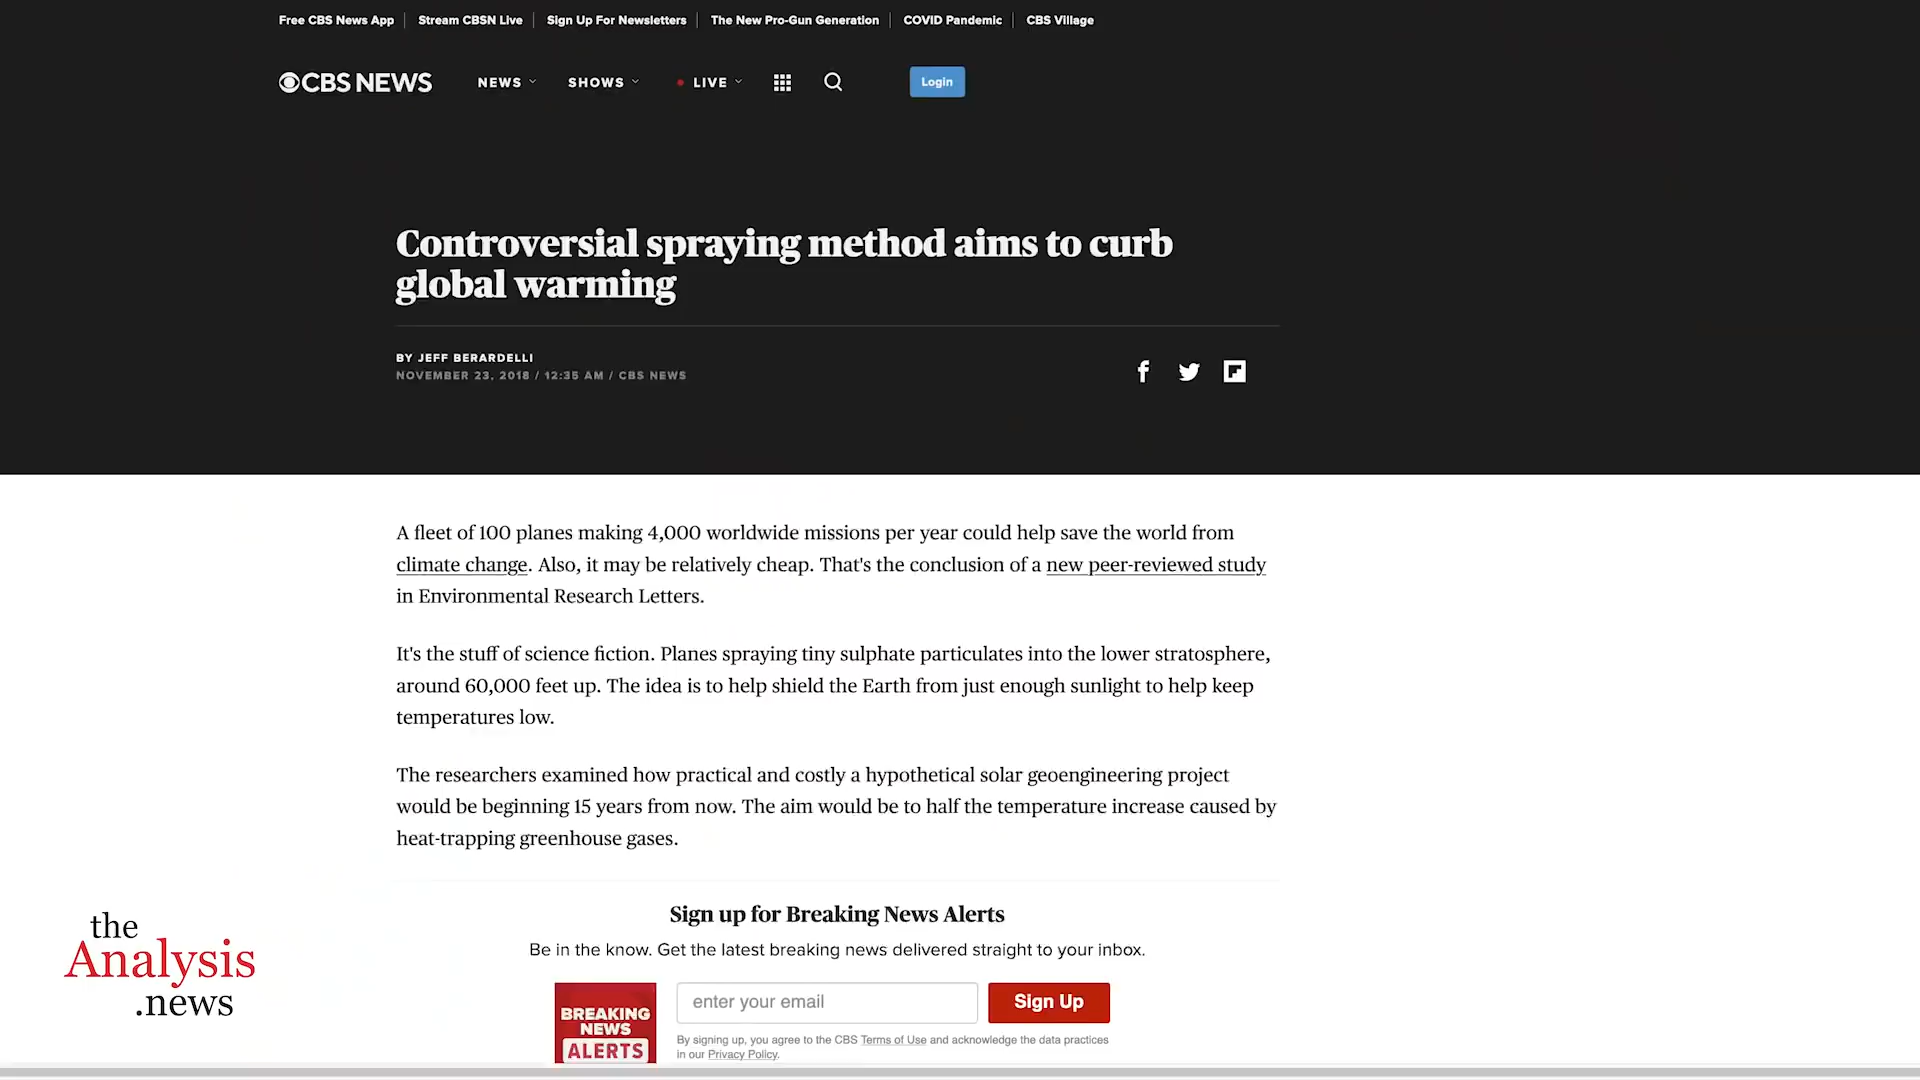 Free CBS News App Stream CBSN Live Sign Up For Newsletters The New Pro-Gun Generation COVID Pandemic CBS Village
CBS NEWS NEWS SHOWS LIVE Login
Controversial spraying method aims to curb
global warming
BY JEFF BERARDELLI
NOVEMBER 23, 2018 / 12:35 AM / CBS NEWS
A fleet of 100 planes making 4,000 worldwide missions per year could help save the world from
climate change. Also, it may be relatively cheap. That's the conclusion of a new peer-reviewed study
in Environmental Research Letters.
It's the stuff of science fiction. Planes spraying tiny sulphate particulates into the lower stratosphere,
around 60,000 feet up. The idea is to help shield the Earth from just enough sunlight to help keep
temperatures low.
The researchers examined how practical and costly a hypothetical solar geoengineering project
would be beginning 15 years from now. The aim would be to half the temperature increase caused by
heat-trapping greenhouse gases.
Sign up for Breaking News Alerts
Be in the know. Get the latest breaking news delivered straight to your inbox.
BREAKING
NEWS
ALERTS
enter your email
Sign Up
By signing up, you agree to the CBS Terms of Use and acknowledge the data practices
in our Privacy Policy.
the
Analysis
.news